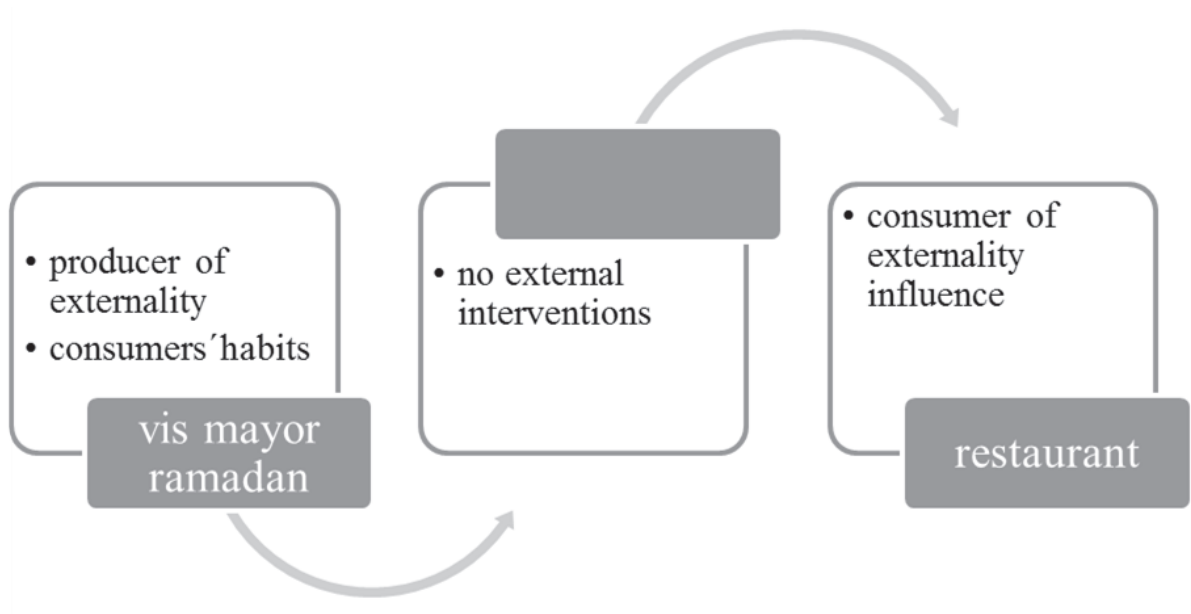 • producer of
externality
• consumers´habits
vis mayor
ramadan
• no external
interventions
• consumer of
externality
influence
restaurant